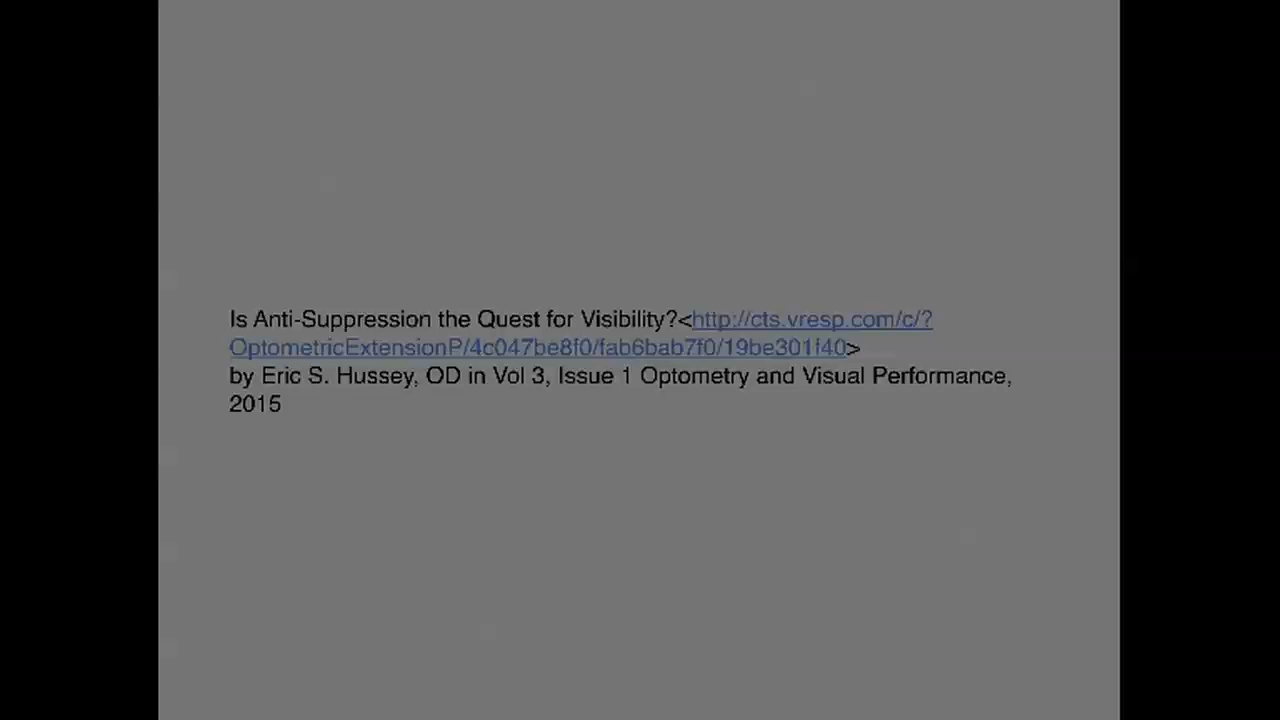 Is Anti-Suppression the Quest for Visibility?<http://cts.vresp.com/c/?
OptometricExtensionP/4c047be8f0/fab6bab7f0/19be301f40>
by Eric S. Hussey, OD in Vol 3, Issue 1 Optometry and Visual Performance,
2015